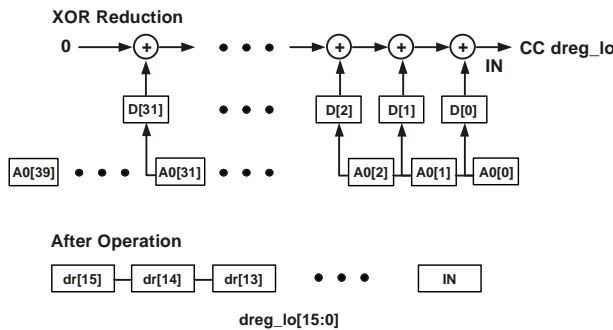 XOR Reduction
0 + + + + CC dreg_lo
IN
D[31] D[2] D[1] D[0]
A0[39] A0[31] A0[2] A0[1] A0[0]
After Operation
dr[15] dr[14] dr[13] IN
dreg_lo[15:0]